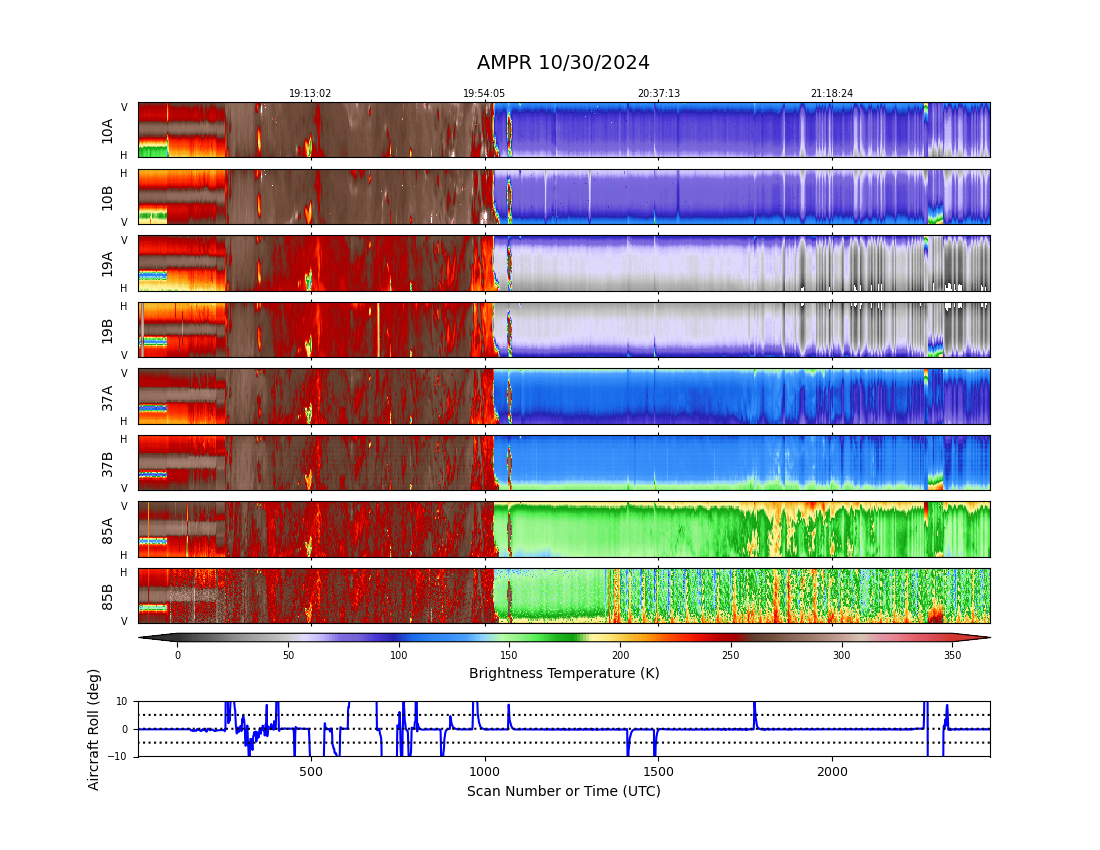 AMPR 10/30/2024
19:13:02 19:54:05 20:37:13 21:18:24
V
10A
H
H
10B
V
V
19A
H
H
19B
V
V
37A
H
H
37B
V
V
85A
H
H
85B
V
0 50 100 150 200 250 300 350
Brightness Temperature (K)
10
0
−10
Aircraft Roll (deg)
500 1000 1500 2000
Scan Number or Time (UTC)